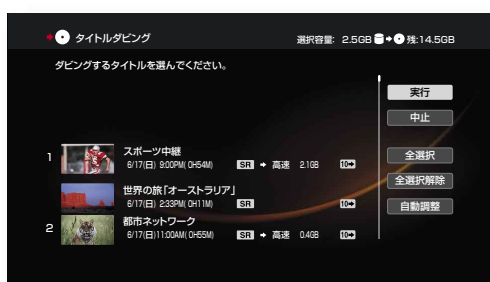 タイトルダビング
選択容量: 2.5GB 残:14.5GB
ダビングするタイトルを選んでください。
実行
中止
全選択
全選択解除
自動調整
1
スポーツ中継
6/17(日) 9:00PM( 0H54M) SR 高速 2.1GB 10
世界の旅「オーストラリア」
6/17(日) 2:33PM( 0H11M) SR 10
2
都市ネットワーク
6/17(日)11:00AM( 0H55M) SR 高速 0.4GB 10